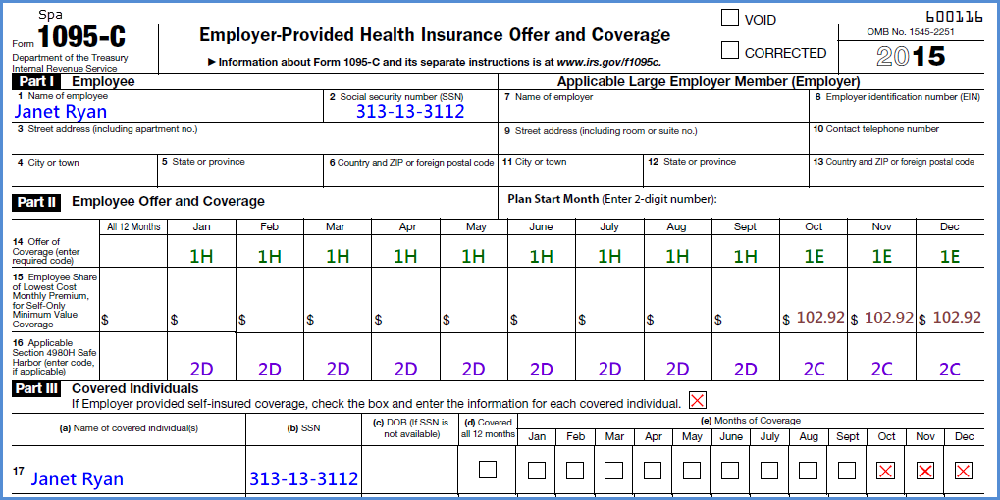 Spa
Form 1095-C
Department of the Treasury
Internal Revenue Service
Employer-Provided Health Insurance Offer and Coverage
▶ Information about Form 1095-C and its separate instructions is at www.irs.gov/f1095c.
VOID
CORRECTED
600116
OMB No. 1545-2251
2015
Part I Employee
Applicable Large Employer Member (Employer)
1 Name of employee
Janet Ryan
2 Social security number (SSN)
313-13-3112
7 Name of employer
8 Employer identification number (EIN)
3 Street address (including apartment no.)
9 Street address (including room or suite no.)
10 Contact telephone number
4 City or town
5 State or province
6 Country and ZIP or foreign postal code
11 City or town
12 State or province
13 Country and ZIP or foreign postal code
Part II Employee Offer and Coverage
Plan Start Month (Enter 2-digit number):
All 12 Months Jan Feb Mar Apr May June July Aug Sept Oct Nov Dec
14 Offer of
Coverage (enter
required code)
1H 1H 1H 1H 1H 1H 1H 1H 1H 1E 1E 1E
15 Employee Share
of Lowest Cost
Monthly Premium,
for Self-Only
Minimum Value
Coverage
$ $ $ $ $ $ $ $ $ $ $ 102.92 $ 102.92 $ 102.92
16 Applicable
Section 4980H Safe
Harbor (enter code,
if applicable)
2D 2D 2D 2D 2D 2D 2D 2D 2D 2C 2C 2C
Part III Covered Individuals
If Employer provided self-insured coverage, check the box and enter the information for each covered individual.
(a) Name of covered individual(s)
(b) SSN
(c) DOB (If SSN is
not available)
(d) Covered
all 12 months
(e) Months of Coverage
Jan Feb Mar Apr May June July Aug Sept Oct Nov Dec
17 Janet Ryan 313-13-3112